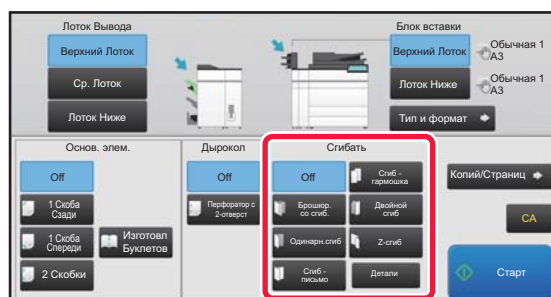 Лоток Вывода
Верхний Лоток
Ср. Лоток
Лоток Ниже
Блок вставки
Верхний Лоток
Обычная 1
A3
Лоток Ниже
Обычная 1
A3
Тип и формат
Основ. элем.
Off
1 Скоба
Сзади
1 Скоба
Спереди
2 Скобки
Изготовл
Буклетов
Дырокол
Off
Перфоратор с
2-отверст
Сгибать
Off
Сгиб -
гармошка
Брошюр.
со сгиб.
Двойной
сгиб
Одинарн.сгиб
Z-сгиб
Сгиб -
письмо
Детали
Копий/Страниц
CA
Старт